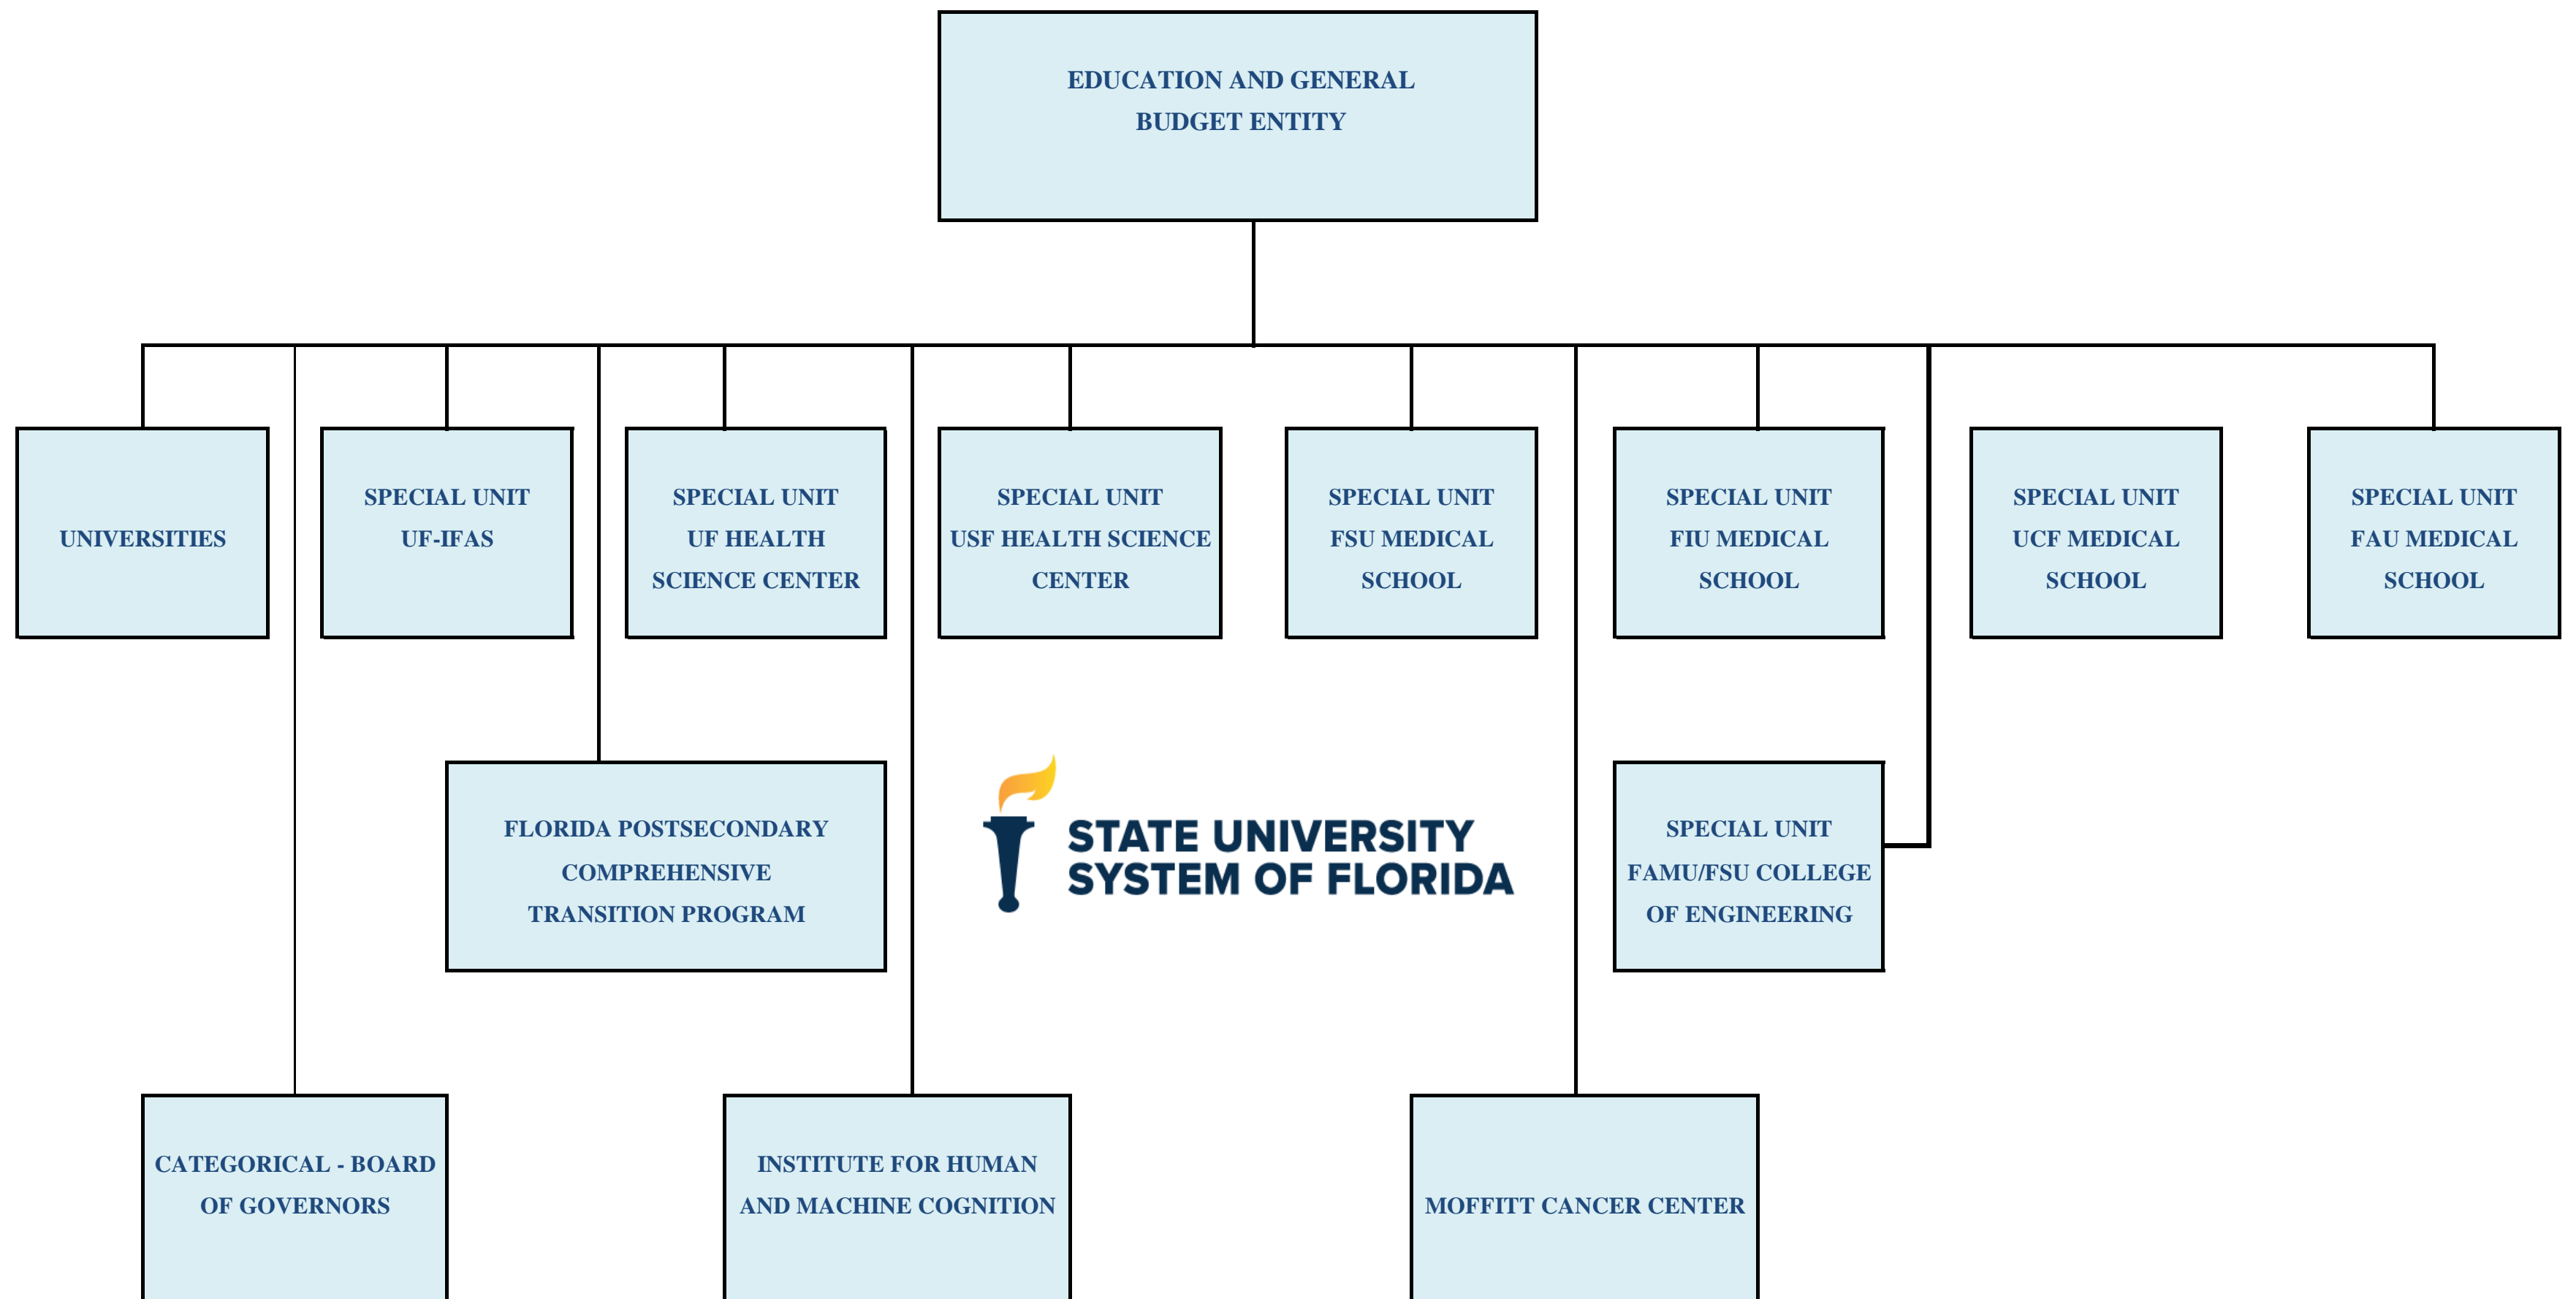 EDUCATION AND GENERAL
BUDGET ENTITY
UNIVERSITIES
SPECIAL UNIT
UF-IFAS
SPECIAL UNIT
UF HEALTH
SCIENCE CENTER
SPECIAL UNIT
USF HEALTH SCIENCE
CENTER
SPECIAL UNIT
FSU MEDICAL
SCHOOL
SPECIAL UNIT
FIU MEDICAL
SCHOOL
SPECIAL UNIT
UCF MEDICAL
SCHOOL
SPECIAL UNIT
FAU MEDICAL
SCHOOL
FLORIDA POSTSECONDARY
COMPREHENSIVE
TRANSITION PROGRAM
STATE UNIVERSITY
SYSTEM OF FLORIDA
SPECIAL UNIT
FAMU/FSU COLLEGE
OF ENGINEERING
CATEGORICAL - BOARD
OF GOVERNORS
INSTITUTE FOR HUMAN
AND MACHINE COGNITION
MOFFITT CANCER CENTER